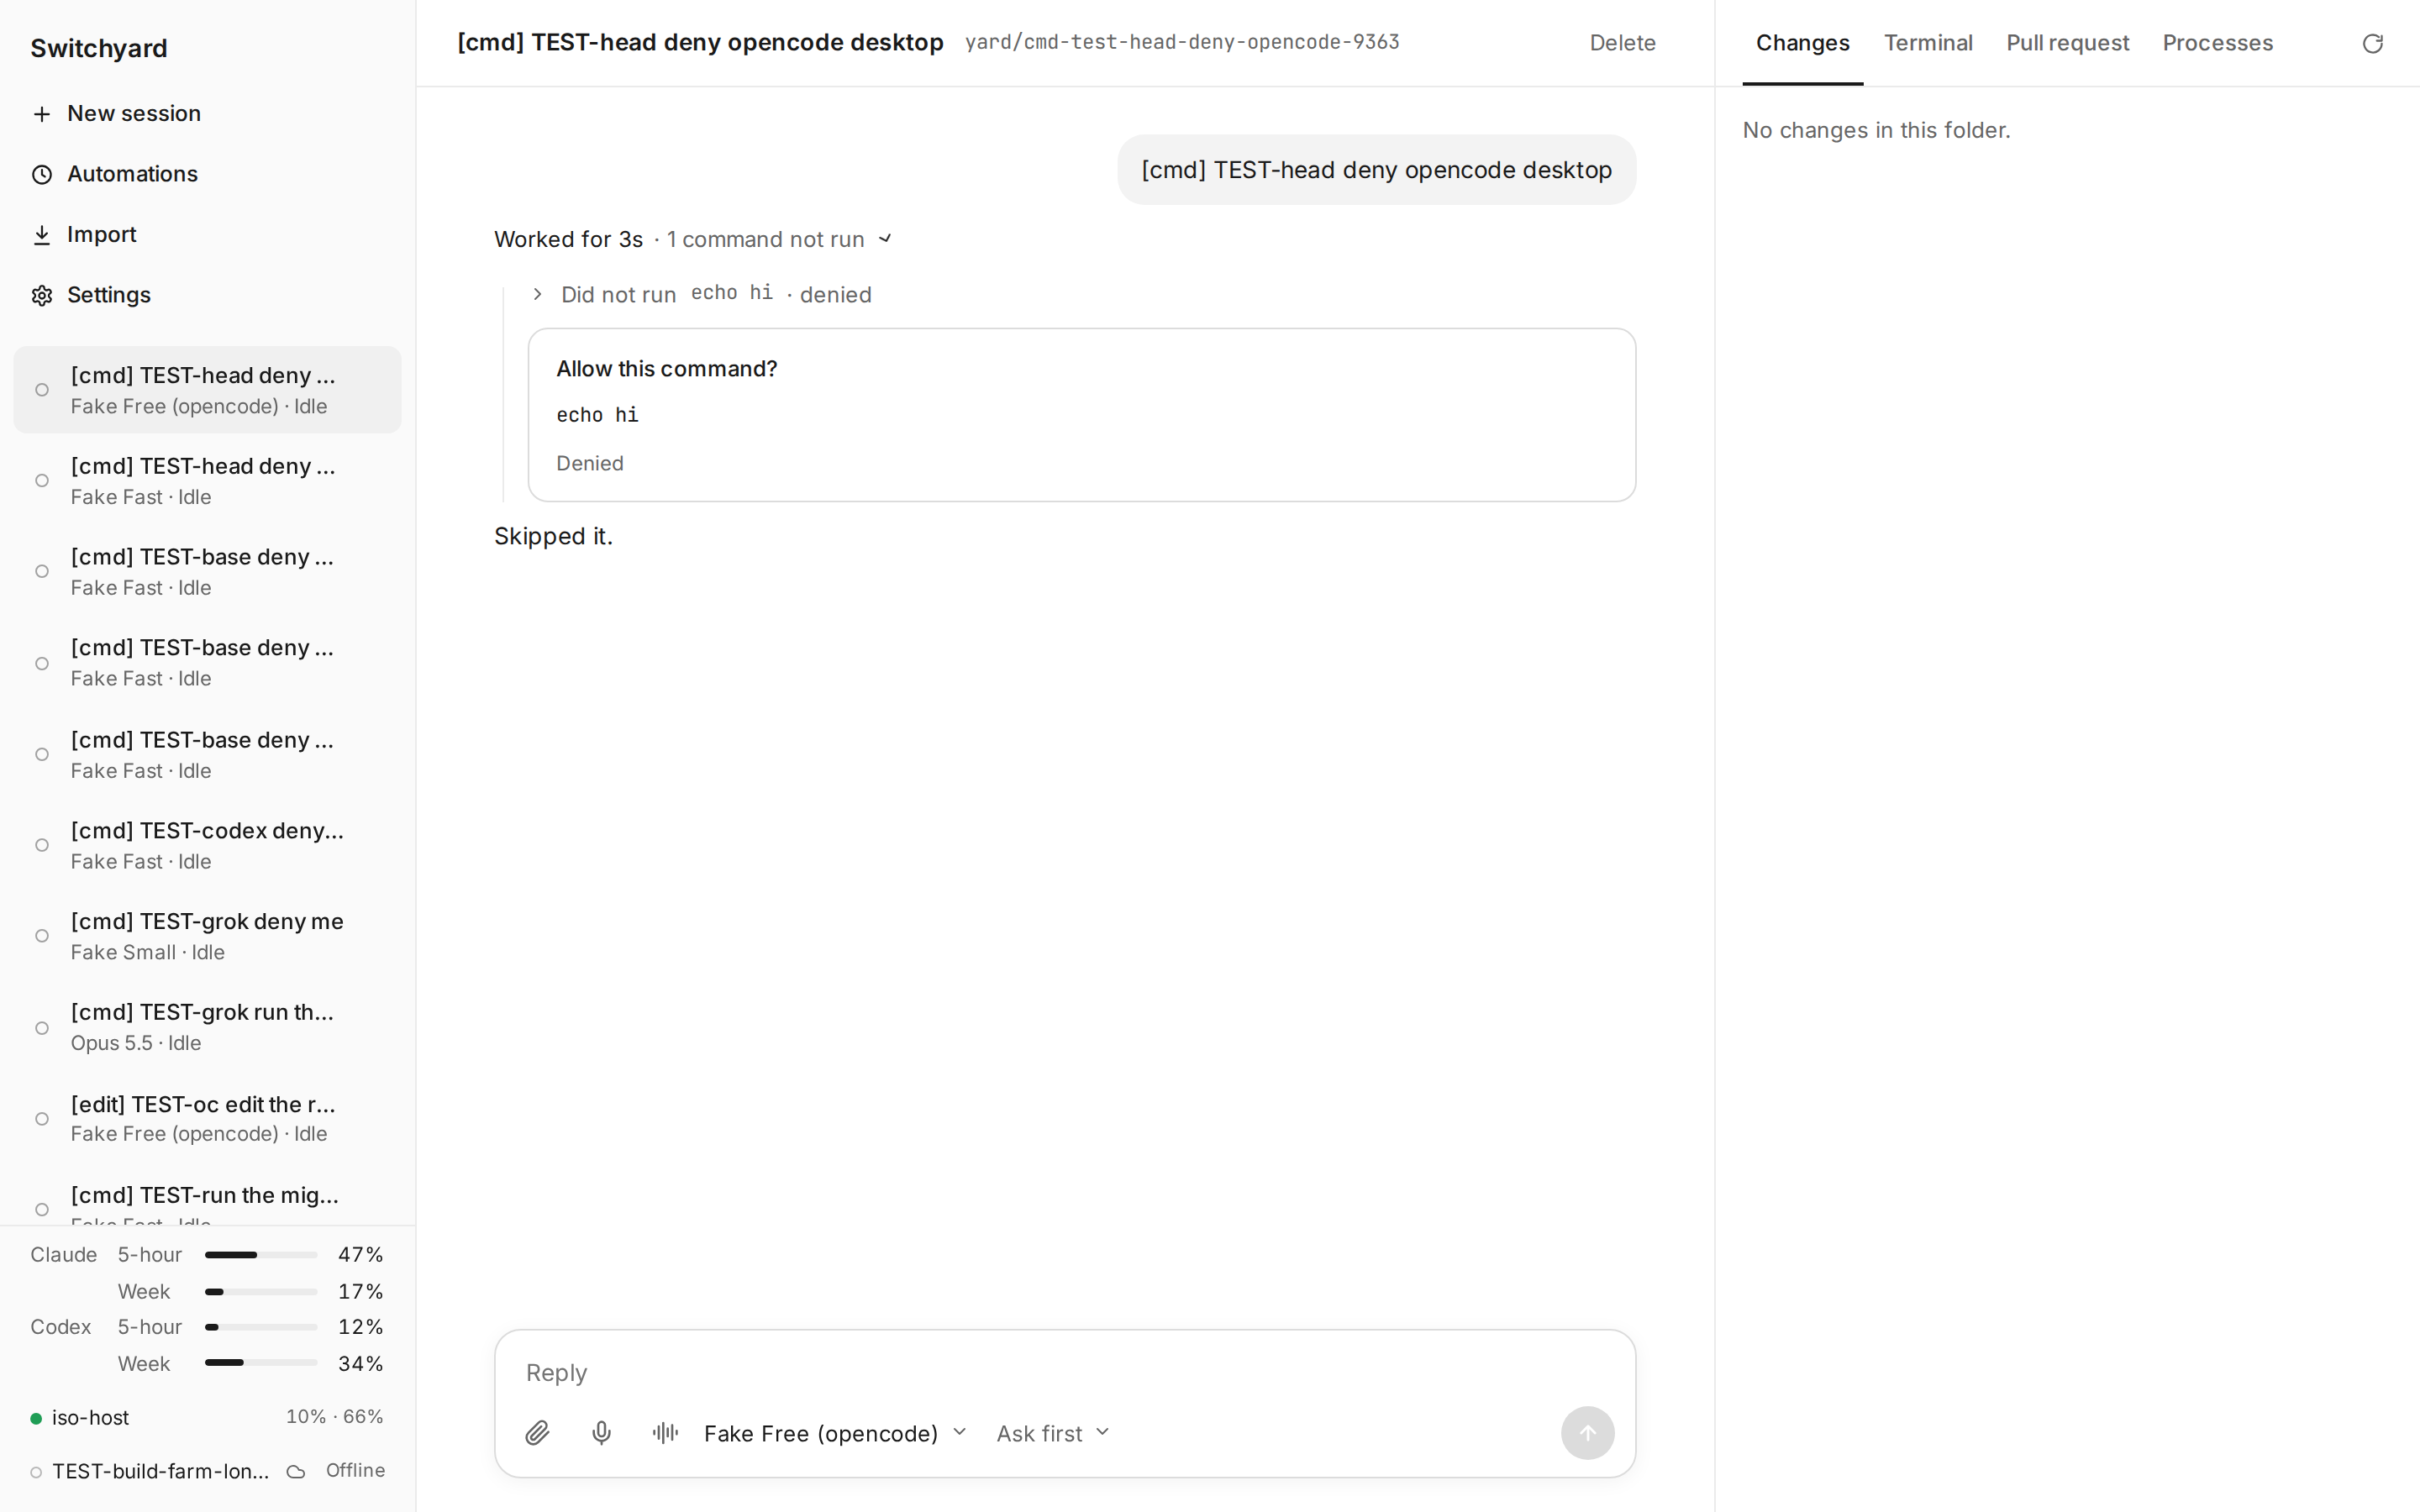 Switchyard
New session
Automations
Import
Settings
[cmd] TEST-head deny ...
Fake Free (opencode) · Idle
[cmd] TEST-head deny ...
Fake Fast · Idle
[cmd] TEST-base deny ...
Fake Fast · Idle
[cmd] TEST-base deny ...
Fake Fast · Idle
[cmd] TEST-base deny ...
Fake Fast · Idle
[cmd] TEST-codex deny...
Fake Fast · Idle
[cmd] TEST-grok deny me
Fake Small · Idle
[cmd] TEST-grok run th...
Opus 5.5 · Idle
[edit] TEST-oc edit the r...
Fake Free (opencode) · Idle
[cmd] TEST-run the mig...
Fake Fast · Idle
Claude 5-hour 47%
Week 17%
Codex 5-hour 12%
Week 34%
iso-host 10% · 66%
TEST-build-farm-lon... Offline
[cmd] TEST-head deny opencode desktop yard/cmd-test-head-deny-opencode-9363 Delete
[cmd] TEST-head deny opencode desktop
Worked for 3s · 1 command not run
Did not run echo hi · denied
Allow this command?
echo hi
Denied
Skipped it.
Reply
Fake Free (opencode) Ask first
Changes Terminal Pull request Processes
No changes in this folder.